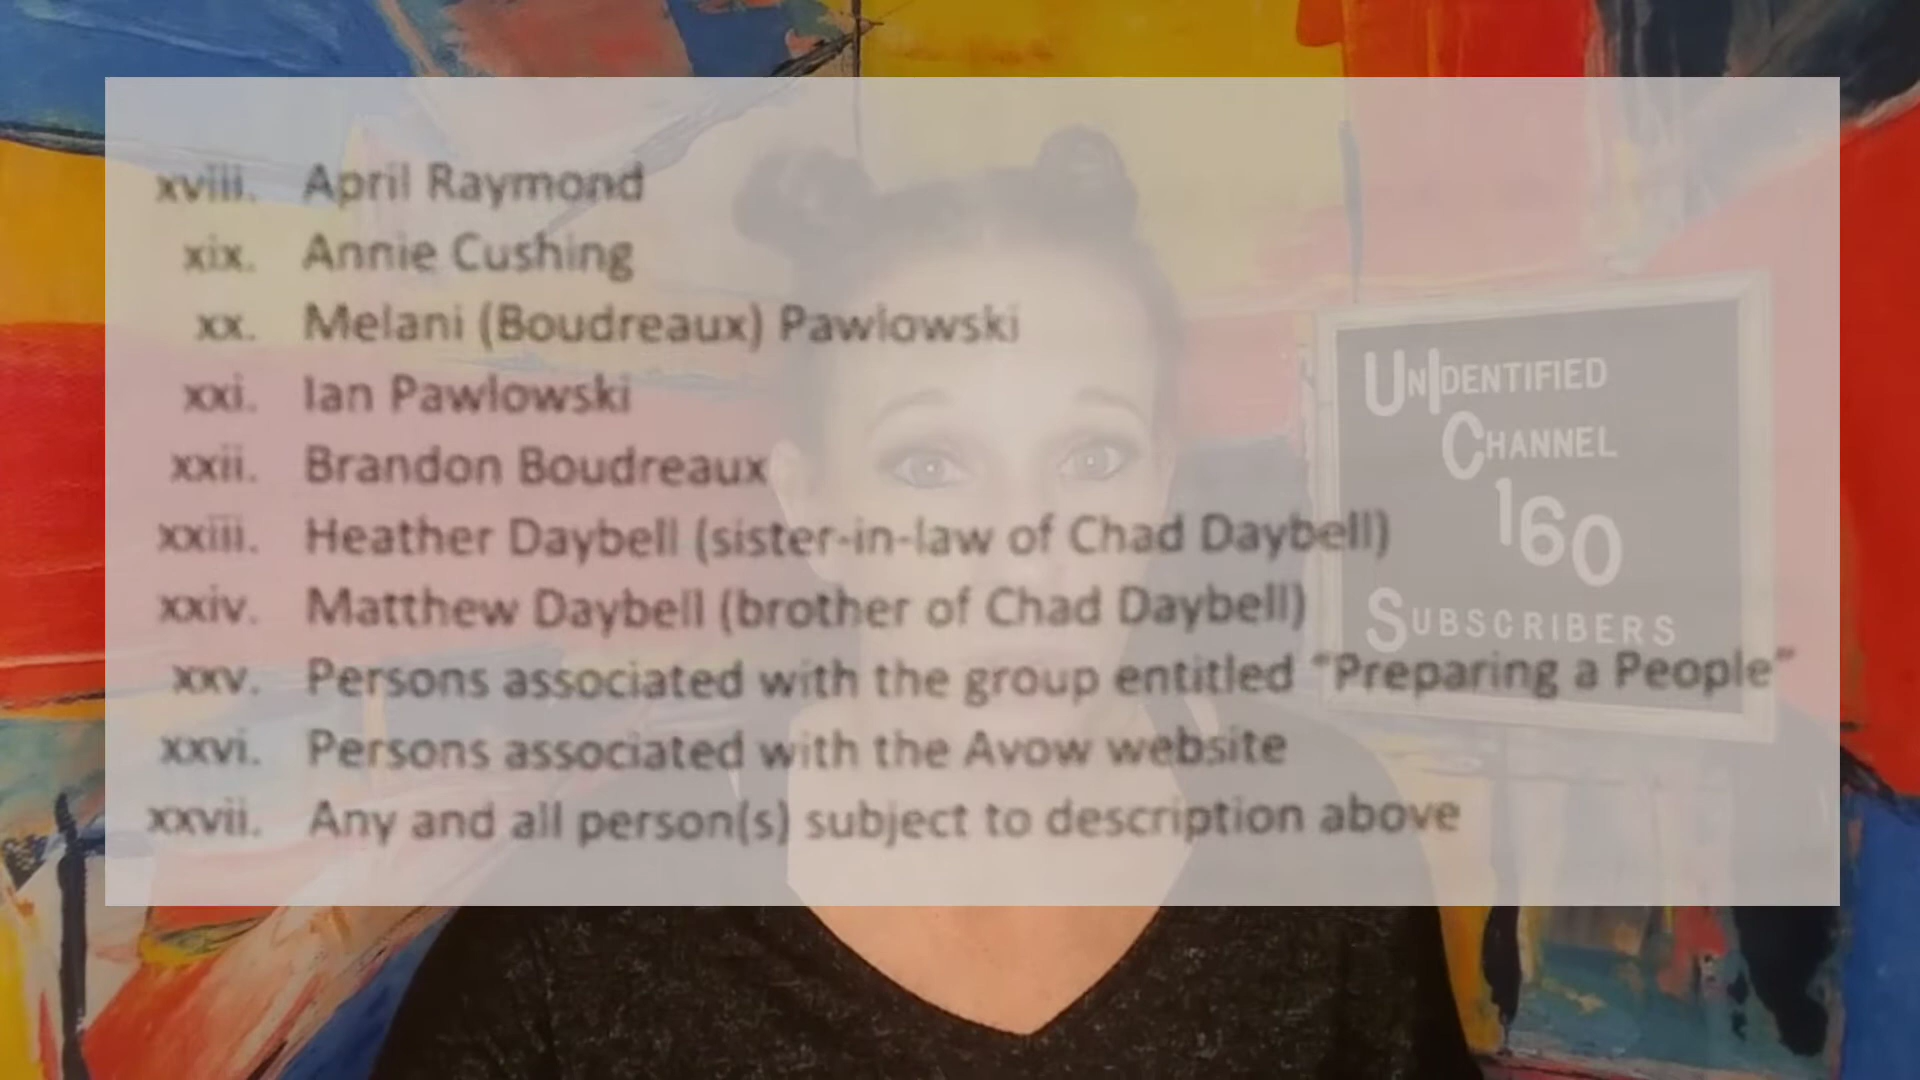 xviii. April Raymond
xix. Annie Cushing
xx. Melani (Boudreaux) Pawlowski
xxi. Ian Pawlowski
xxii. Brandon Boudreaux
xxiii. Heather Daybell (sister-in-law of Chad Daybell)
xxiv. Matthew Daybell (brother of Chad Daybell)
xxv. Persons associated with the group entitled "Preparing a People"
xxvi. Persons associated with the Avow website
xxvii. Any and all person(s) subject to description above
UNIDENTIFIED
CHANNEL
160
SUBSCRIBERS